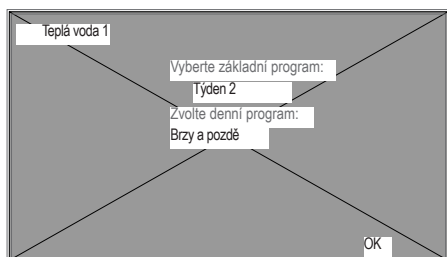 Teplá voda 1
Vyberte základní program:
Týden 2
Zvolte denní program:
Brzy a pozdě
OK